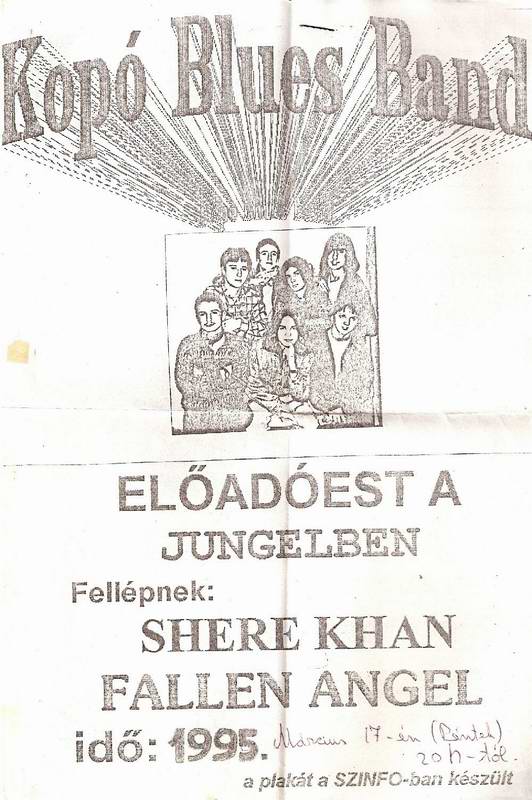 Kopó Blues Band
ELŐADÓEST A
JUNGELBEN
Fellépnek:
SHERE KHAN
FALLEN ANGEL
idő: 1995. Március 17-én (Péntek)
20h-tól.
a plakát a SZINFO-ban készült